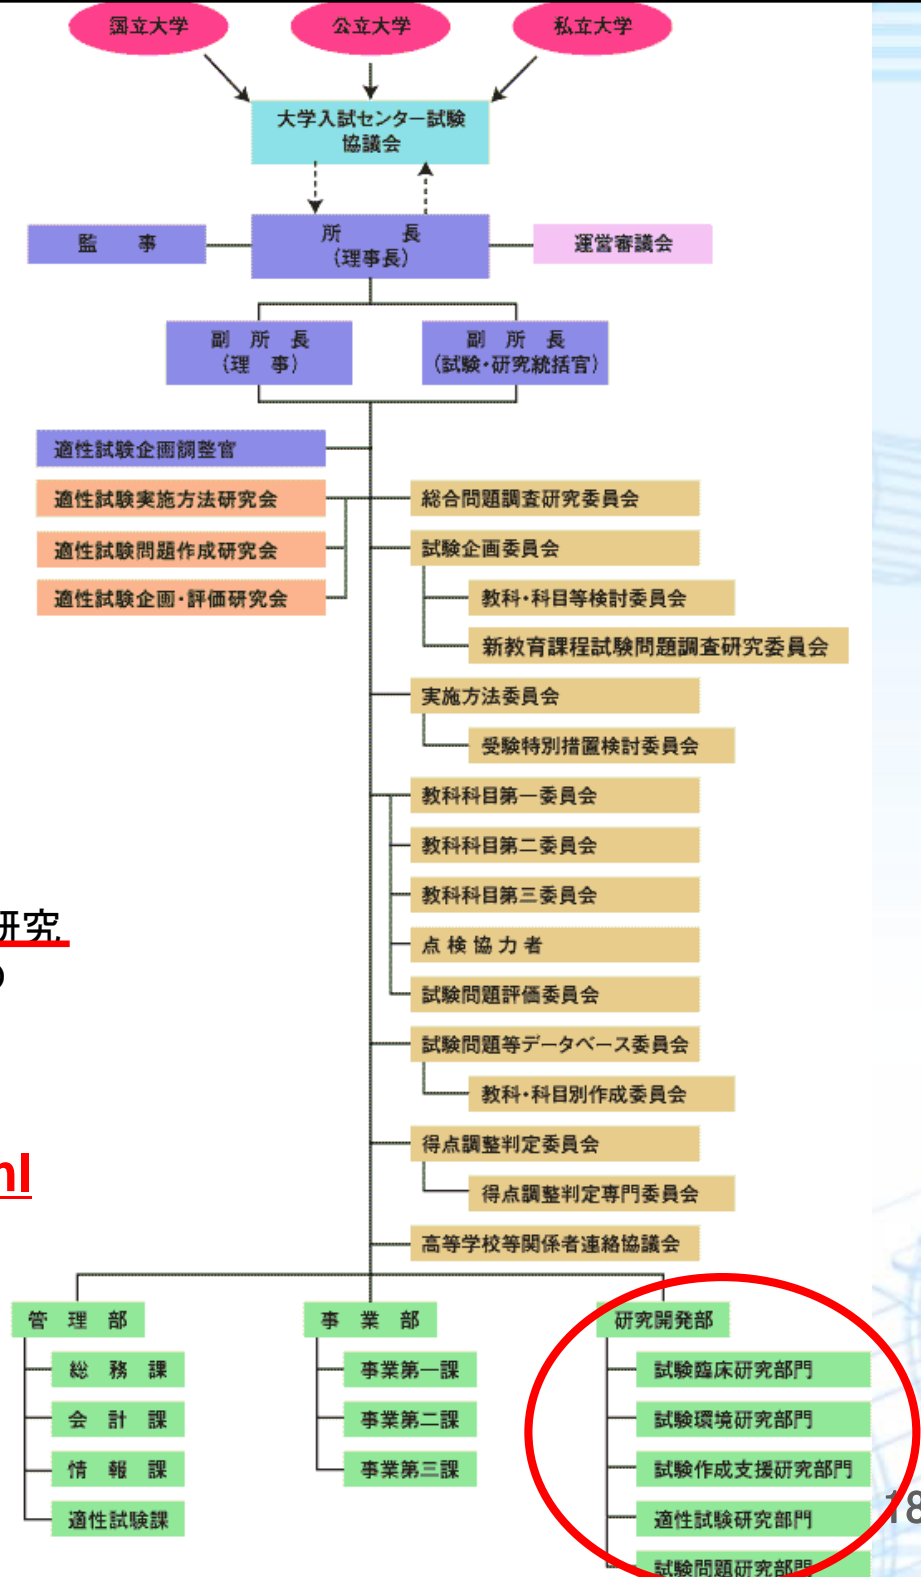 国立大学
公立大学
私立大学
大学入試センター試験
協議会
監 事
所 長
(理事長)
運営審議会
副 所 長
(理 事)
副 所 長
(試験・研究統括官)
適性試験企画調整官
適性試験実施方法研究会
総合問題調査研究委員会
適性試験問題作成研究会
試験企画委員会
適性試験企画・評価研究会
教科・科目等検討委員会
新教育課程試験問題調査研究委員会
実施方法委員会
受験特別措置検討委員会
教科科目第一委員会
教科科目第二委員会
教科科目第三委員会
研究
点検協力者
試験問題評価委員会
試験問題等データベース委員会
教科・科目別作成委員会
得点調整判定委員会
得点調整判定専門委員会
高等学校等関係者連絡協議会
管 理 部
事 業 部
研究開発部
総 務 課
事業第一課
試験臨床研究部門
会 計 課
事業第二課
試験環境研究部門
情 報 課
事業第三課
試験作成支援研究部門
適性試験課
適性試験研究部門
18
試験問題研究部門